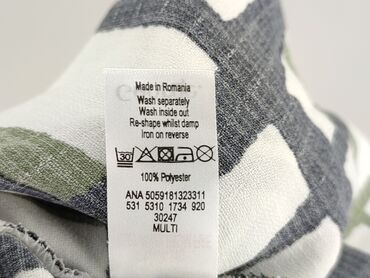 Made in Romania
Wash separately
Wash inside out
Re-shape whilst damp
Iron on reverse
30
100% Polyester
ANA 5059181323311
531 5310 1734 920
30247
MULTI